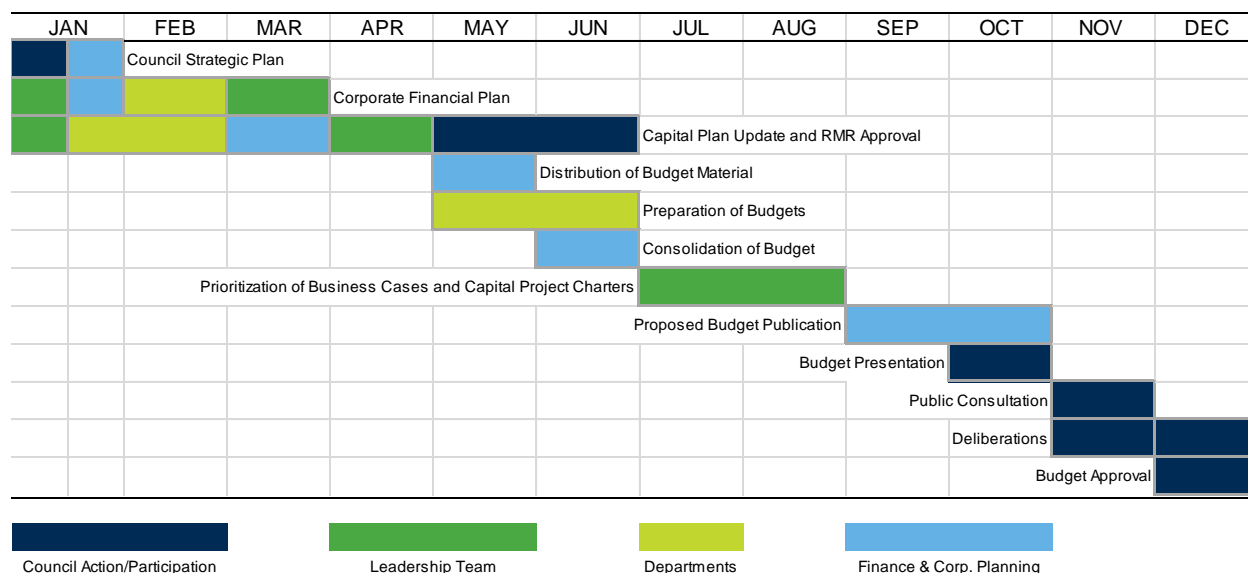 JAN FEB MAR APR MAY JUN JUL AUG SEP OCT NOV DEC
Council Strategic Plan
Corporate Financial Plan
Capital Plan Update and RMR Approval
Distribution of Budget Material
Preparation of Budgets
Consolidation of Budget
Prioritization of Business Cases and Capital Project Charters
Proposed Budget Publication
Budget Presentation
Public Consultation
Deliberations
Budget Approval
Council Action/Participation Leadership Team Departments Finance & Corp. Planning